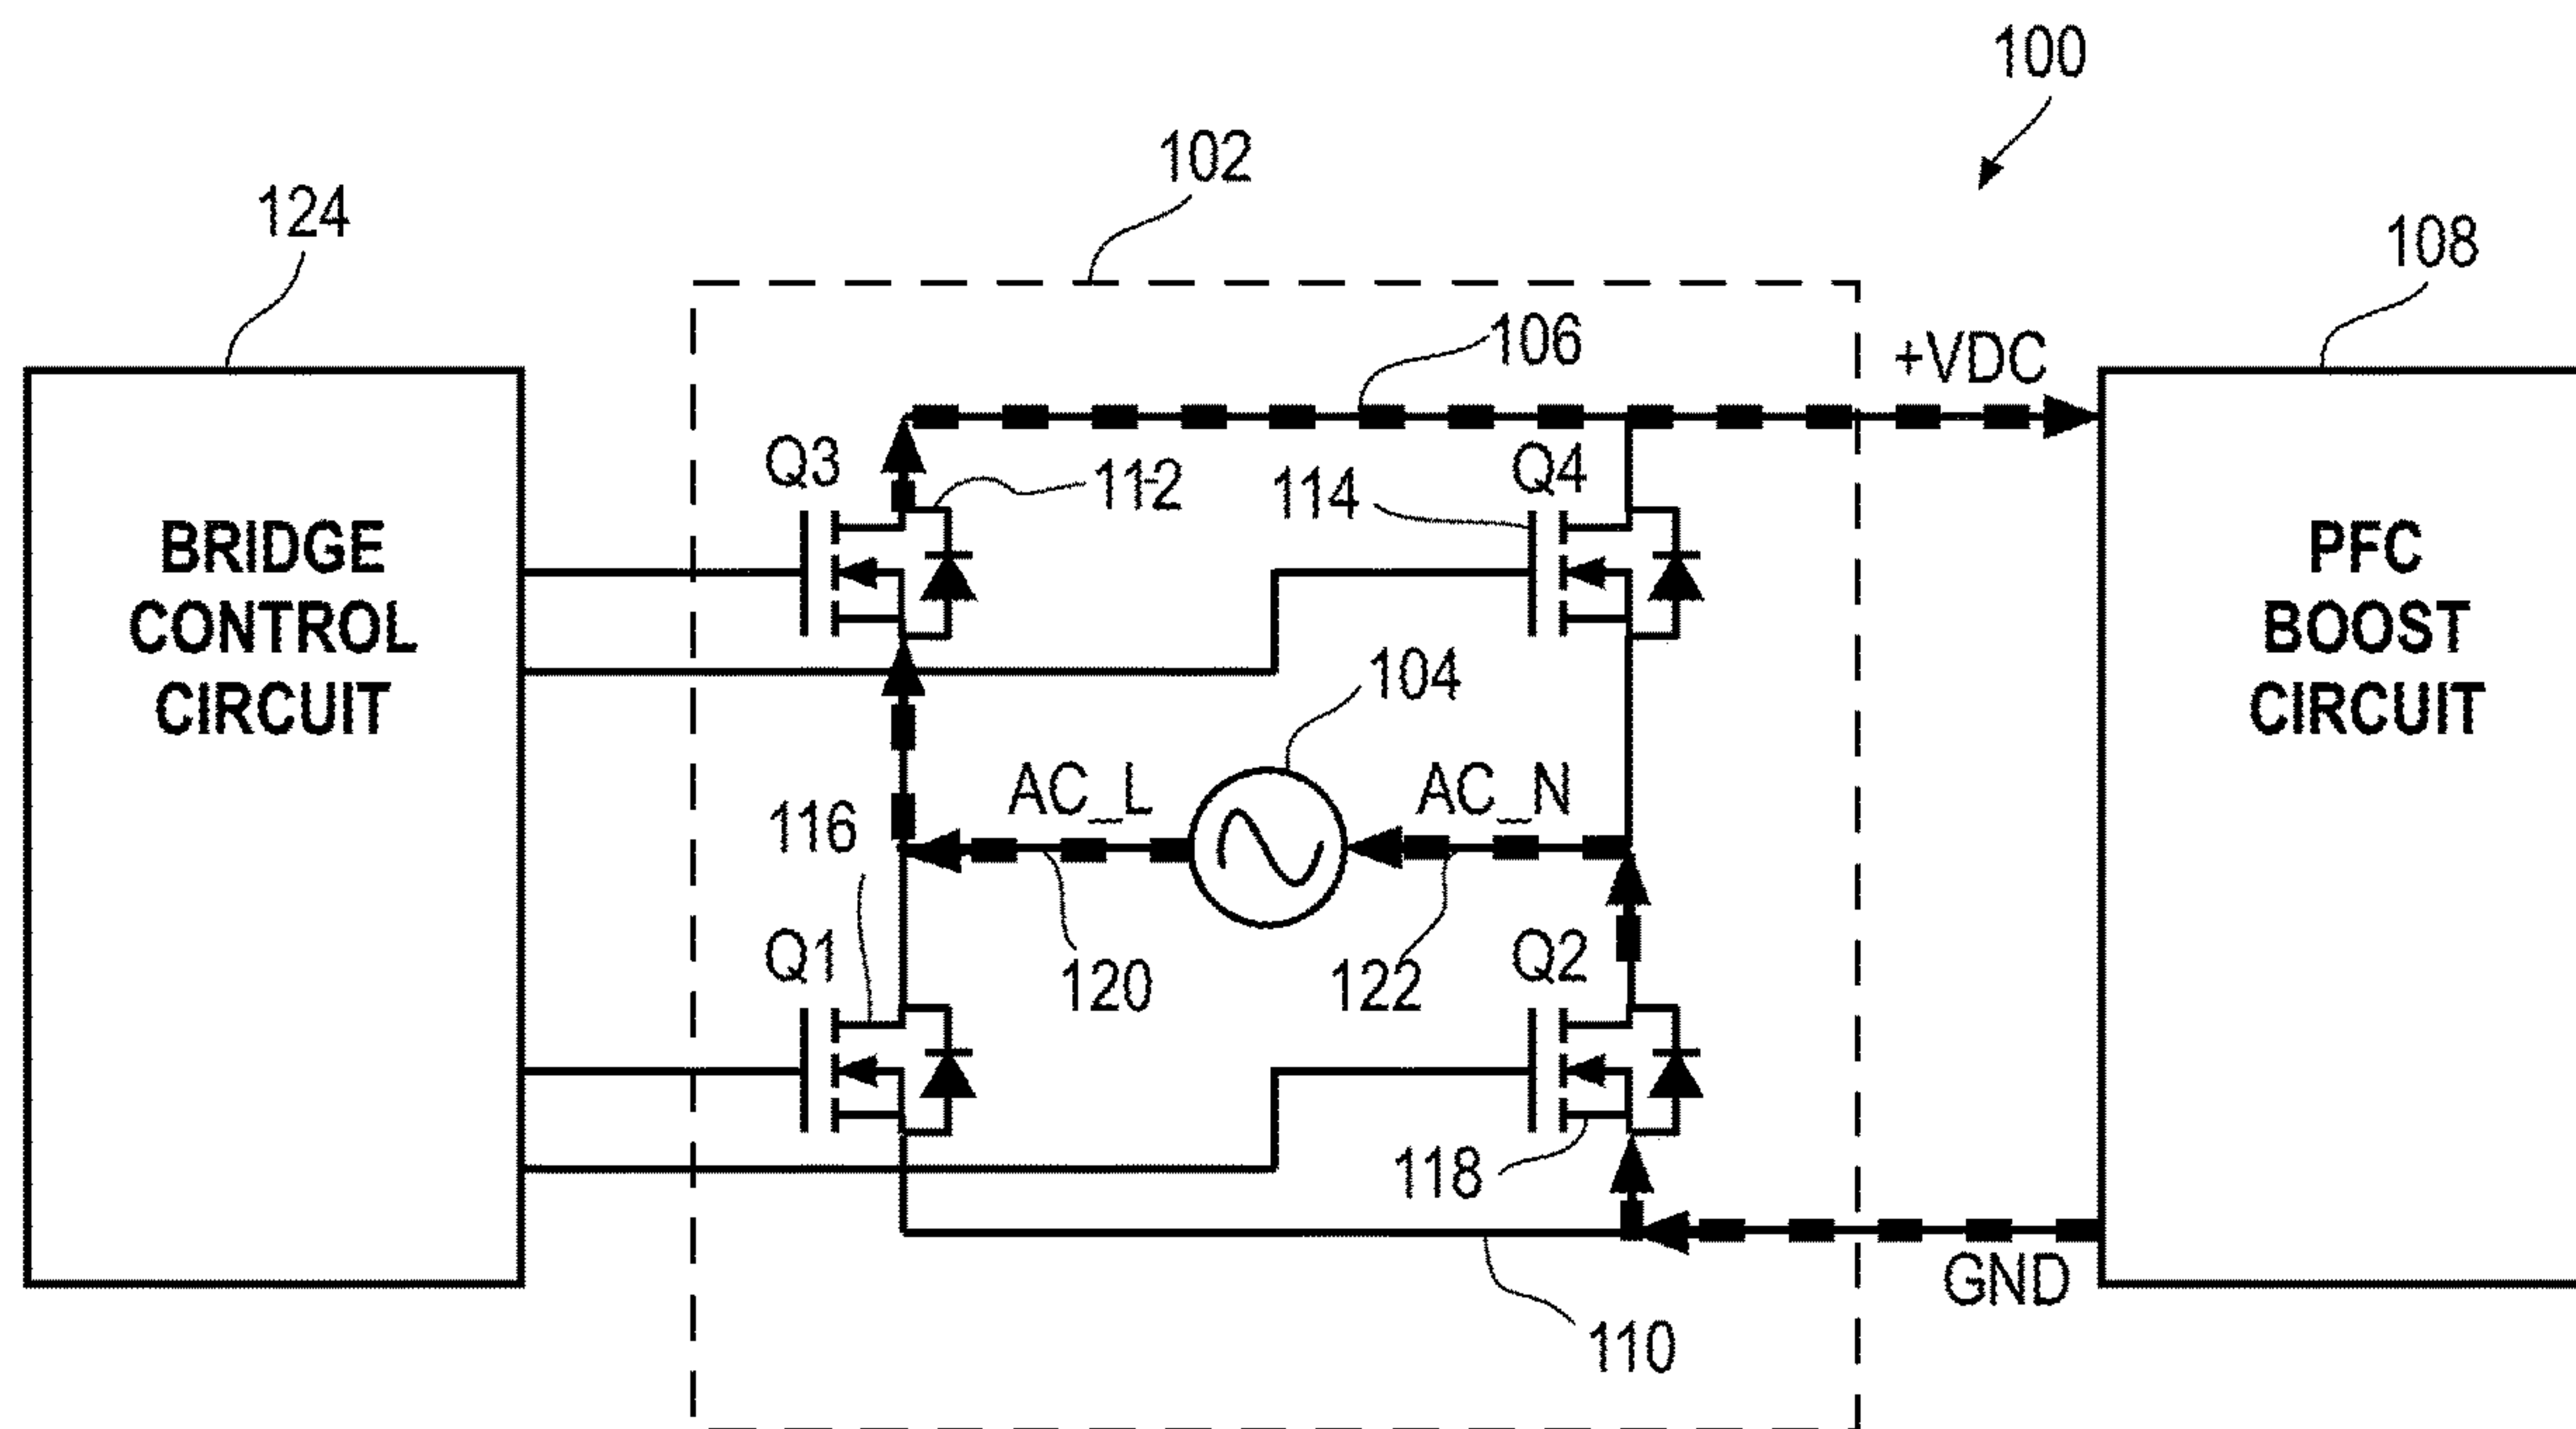 100
102
124
108
106
+VDC
Q3
112
114
Q4
BRIDGE
CONTROL
CIRCUIT
PFC
BOOST
CIRCUIT
104
AC_L
AC_N
116
Q1
120
122
Q2
118
GND
110